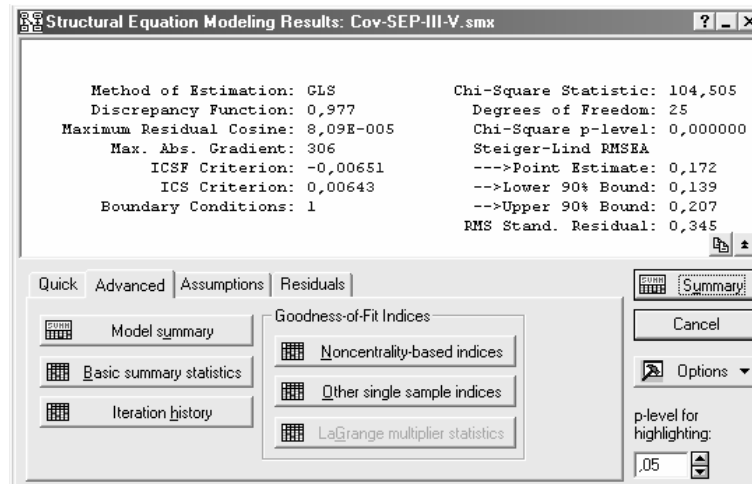 Structural Equation Modeling Results: Cov-SEP-III-V.smx
Method of Estimation: GLS
Discrepancy Function: 0,977
Maximum Residual Cosine: 8,09E-005
Max. Abs. Gradient: 306
ICSF Criterion: -0,00651
ICS Criterion: 0,00643
Boundary Conditions: 1
Chi-Square Statistic: 104,505
Degrees of Freedom: 25
Chi-Square p-level: 0,000000
Steiger-Lind RMSEA
--->Point Estimate: 0,172
-->Lower 90% Bound: 0,139
-->Upper 90% Bound: 0,207
RMS Stand. Residual: 0,345
Quick
Advanced
Assumptions
Residuals
Model summary
Basic summary statistics
Iteration history
Goodness-of-Fit Indices
Noncentrality-based indices
Other single sample indices
LaGrange multiplier statistics
Summary
Cancel
Options
p-level for
highlighting:
,05